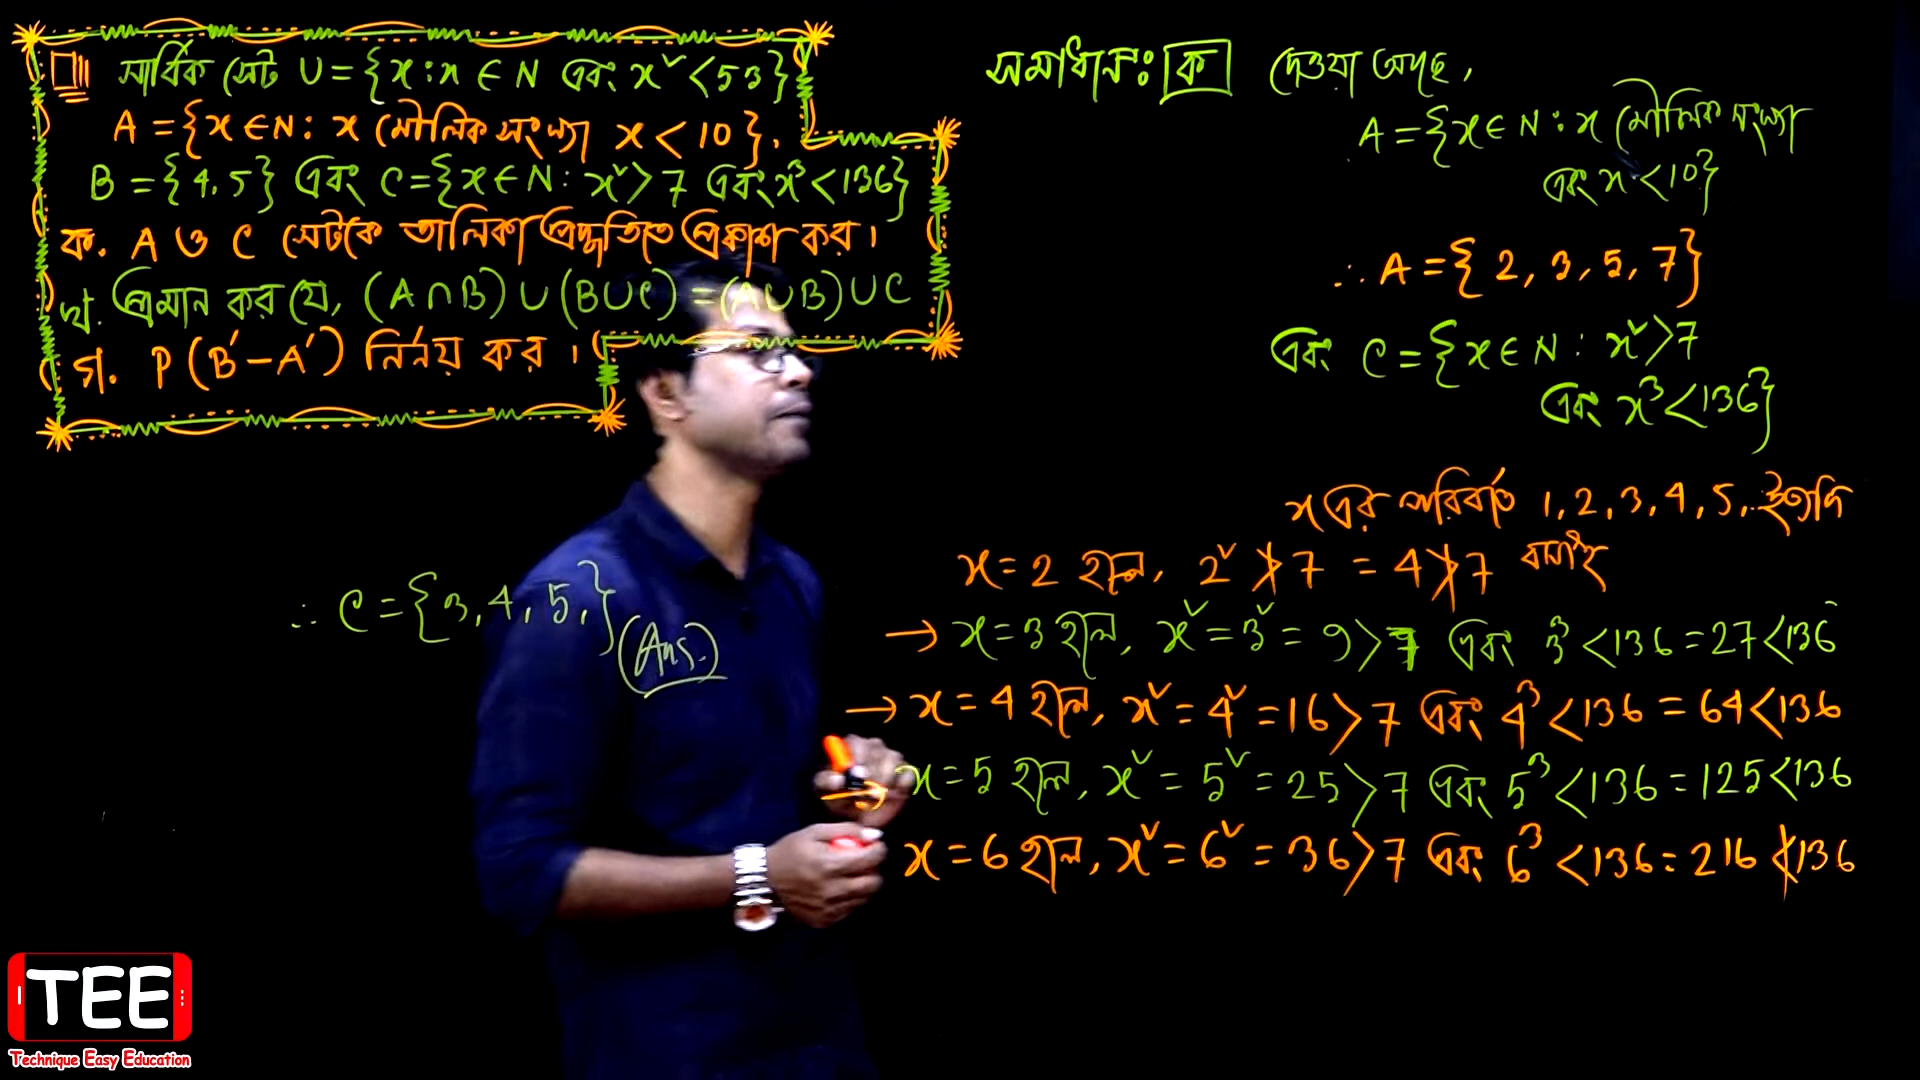 সার্বিক সেট U = {x : x ∈ N এবং x² < 53}
A = {x ∈ N : x মৌলিক সংখ্যা x < 10},
B = {4, 5} এবং C = {x ∈ N : x² > 7 এবং x³ < 136}
ক. A ও C সেটকে তালিকা পদ্ধতিতে প্রকাশ কর।
খ. প্রমান কর যে, (A ∩ B) ∪ (B ∪ C) = (A ∪ B) ∪ C
গ. P (B′ – A′) নির্নয় কর।
∴ C = {3, 4, 5,}
(Ans.)
সমাধানঃ ক দেওয়া আছে,
A = {x ∈ N : x মৌলিক সংখ্যা
এবং x < 10}
∴ A = {2, 3, 5, 7}
এবং C = {x ∈ N : x² > 7
এবং x³ < 136}
x এর পরিবর্তে 1, 2, 3, 4, 5, ... ইত্যাদি
বসাই
x = 2 হলে, 2² ≯ 7 = 4 ≯ 7
→ x = 3 হলে, x² = 3² = 9 > 7 এবং 3³ < 136 = 27 < 136
→ x = 4 হলে, x² = 4² = 16 > 7 এবং 4³ < 136 = 64 < 136
→ x = 5 হলে, x² = 5² = 25 > 7 এবং 5³ < 136 = 125 < 136
x = 6 হলে, x² = 6² = 36 > 7 এবং 6³ < 136 = 216 ≮ 136
TEE
Technique Easy Education